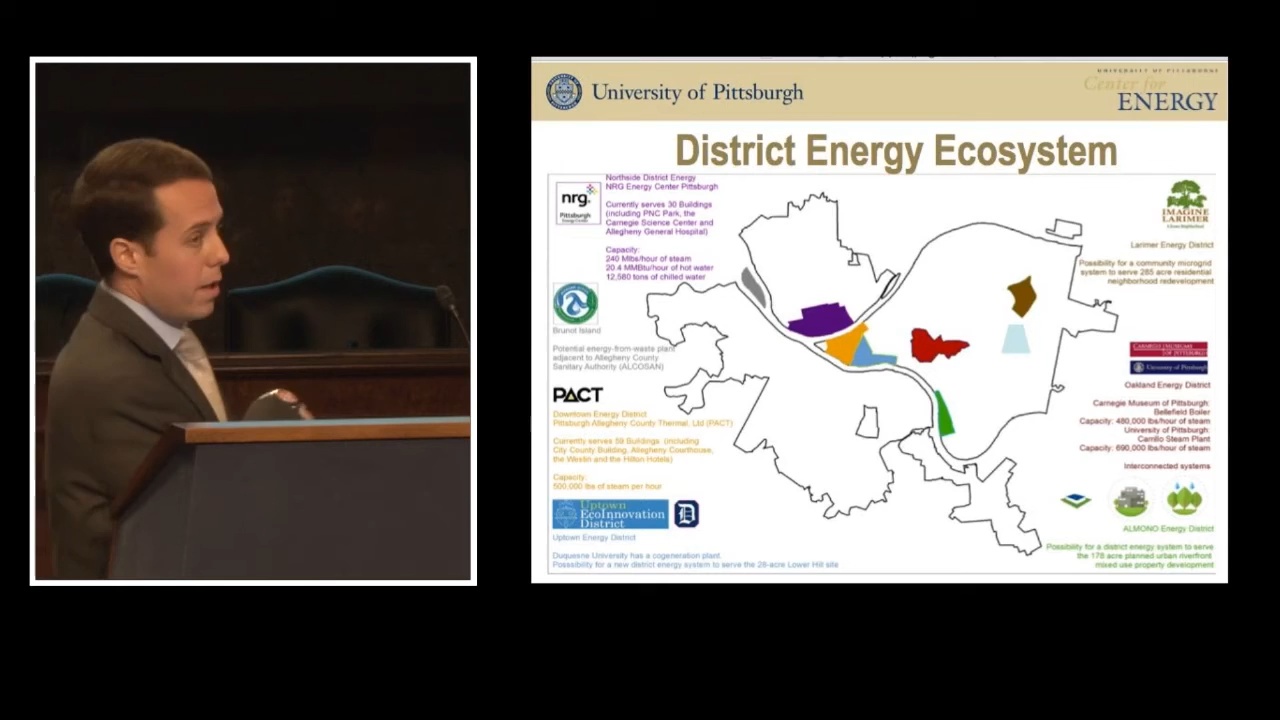 University of Pittsburgh
UNIVERSITY OF PITTSBURGH
Center for
ENERGY
District Energy Ecosystem
nrg
Pittsburgh
Northside District Energy
NRG Energy Center Pittsburgh
Currently serves 30 Buildings
(including PNC Park, the
Carnegie Science Center and
Allegheny General Hospital)
Capacity:
240 Mlbs/hour of steam
20.4 MMBtu/hour of hot water
12,580 tons of chilled water
Brunot Island
Potential energy-from-waste plant
adjacent to Allegheny County
Sanitary Authority (ALCOSAN)
PACT
Downtown Energy District
Pittsburgh Allegheny County Thermal, Ltd (PACT)
Currently serves 59 Buildings (including
City County Building, Allegheny Courthouse,
the Westin and the Hilton Hotels)
Capacity:
500,000 lbs of steam per hour
Uptown
EcoInnovation
District
D
Uptown Energy District
Duquesne University has a cogeneration plant.
Possibility for a new district energy system to serve the 28-acre Lower Hill site
IMAGINE
LARIMER
Larimer Energy District
Possibility for a community microgrid
system to serve 285 acre residential
neighborhood redevelopment
CARNEGIE MUSEUMS
OF PITTSBURGH
University of Pittsburgh
Oakland Energy District
Carnegie Museum of Pittsburgh:
Bellefield Boiler
Capacity: 480,000 lbs/hour of steam
University of Pittsburgh:
Carrillo Steam Plant
Capacity: 690,000 lbs/hour of steam
Interconnected systems
ALMONO Energy District
Possibility for a district energy system to serve
the 178 acre planned urban riverfront
mixed use property development